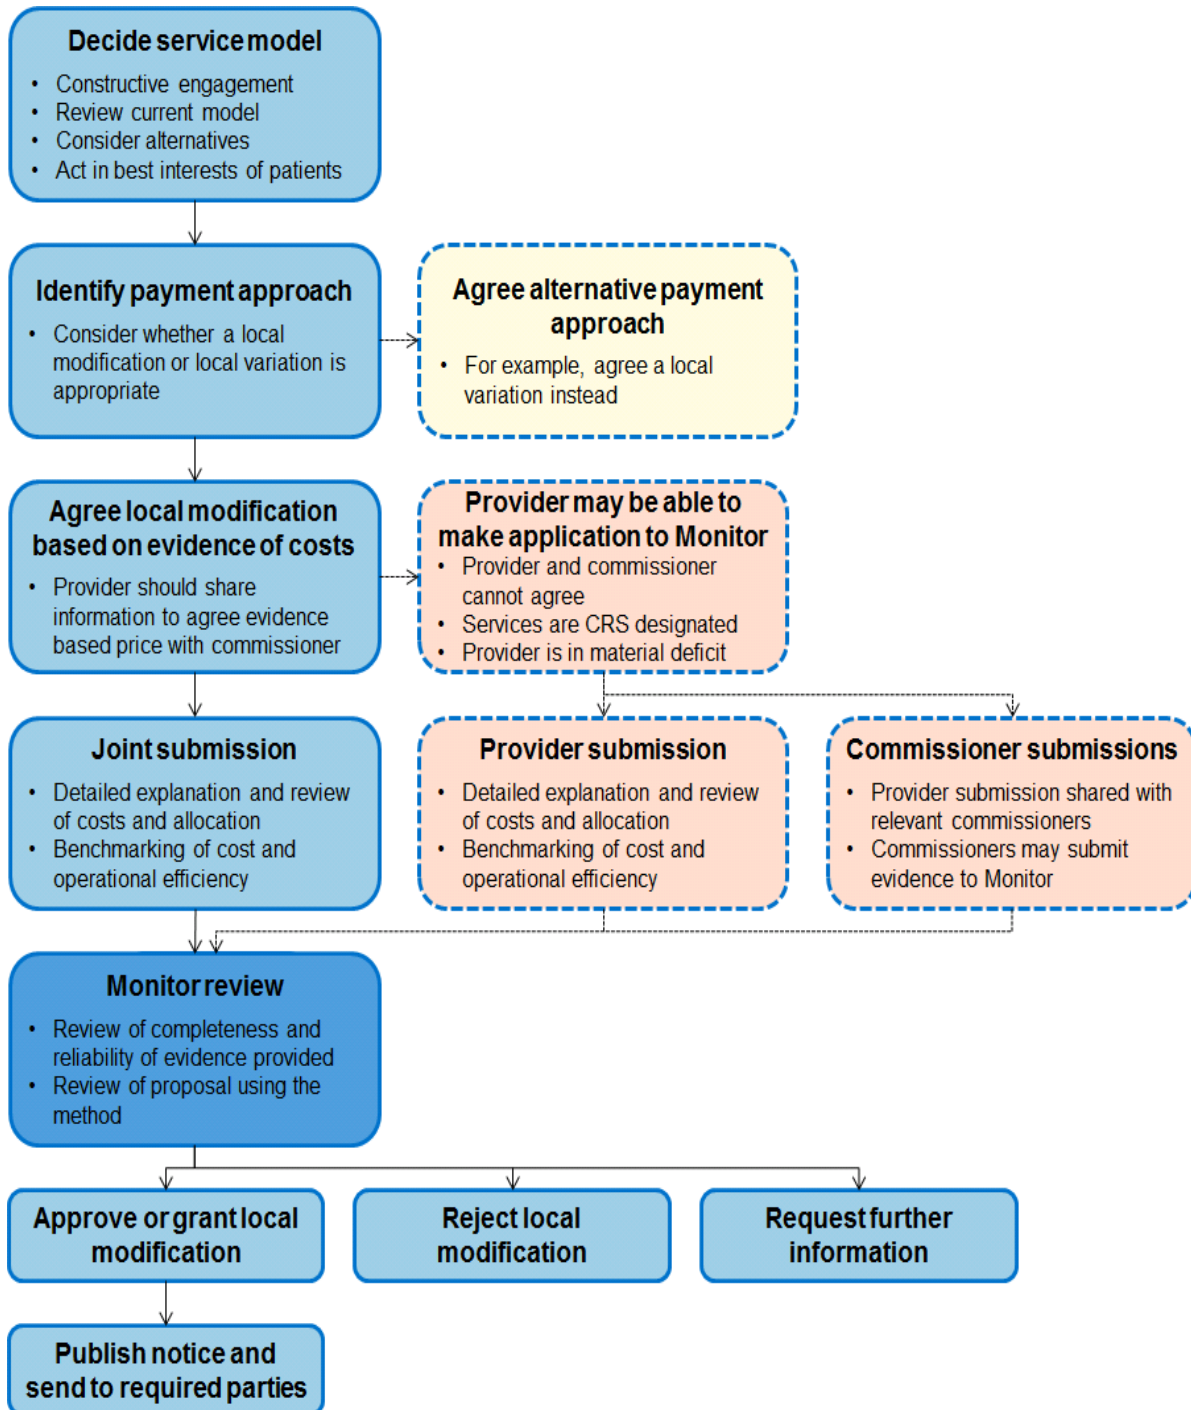 Decide service model
• Constructive engagement
• Review current model
• Consider alternatives
• Act in best interests of patients
Identify payment approach
• Consider whether a local
modification or local variation is
appropriate
Agree alternative payment
approach
• For example, agree a local
variation instead
Agree local modification
based on evidence of costs
• Provider should share
information to agree evidence
based price with commissioner
Provider may be able to
make application to Monitor
• Provider and commissioner
cannot agree
• Services are CRS designated
• Provider is in material deficit
Joint submission
• Detailed explanation and review
of costs and allocation
• Benchmarking of cost and
operational efficiency
Provider submission
• Detailed explanation and review
of costs and allocation
• Benchmarking of cost and
operational efficiency
Commissioner submissions
• Provider submission shared with
relevant commissioners
• Commissioners may submit
evidence to Monitor
Monitor review
• Review of completeness and
reliability of evidence provided
• Review of proposal using the
method
Approve or grant local
modification
Reject local
modification
Request further
information
Publish notice and
send to required parties